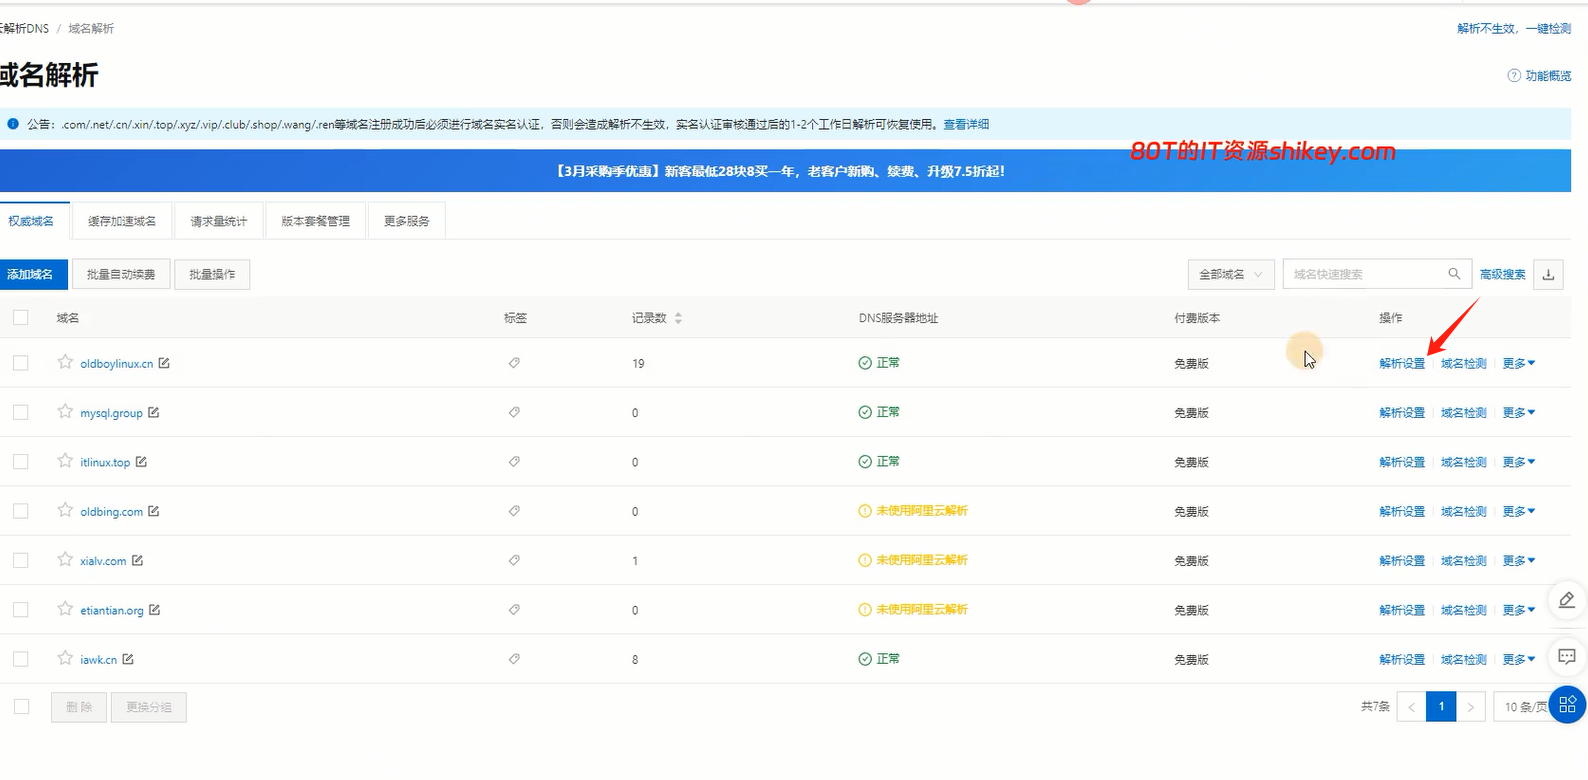 云解析DNS / 域名解析
解析不生效，一键检测
域名解析
功能概览
公告：.com/.net/.cn/.xin/.top/.xyz/.vip/.club/.shop/.wang/.ren等域名注册成功后必须进行域名实名认证，否则会造成解析不生效，实名认证审核通过后的1-2个工作日解析可恢复使用。查看详细
80T的IT资源shikey.com
【3月采购季优惠】新客最低28块8买一年，老客户新购、续费、升级7.5折起！
权威域名 缓存加速域名 请求量统计 版本套餐管理 更多服务
添加域名 批量自动续费 批量操作 全部域名 域名快速搜索 高级搜索
域名 标签 记录数 DNS服务器地址 付费版本 操作
oldboylinux.cn 19 正常 免费版 解析设置 域名检测 更多
mysql.group 0 正常 免费版 解析设置 域名检测 更多
itlinux.top 0 正常 免费版 解析设置 域名检测 更多
oldbing.com 0 未使用阿里云解析 免费版 解析设置 域名检测 更多
xialv.com 1 未使用阿里云解析 免费版 解析设置 域名检测 更多
etiantian.org 0 未使用阿里云解析 免费版 解析设置 域名检测 更多
iawk.cn 8 正常 免费版 解析设置 域名检测 更多
删除 更换分组 共7条 < 1 > 10 条/页